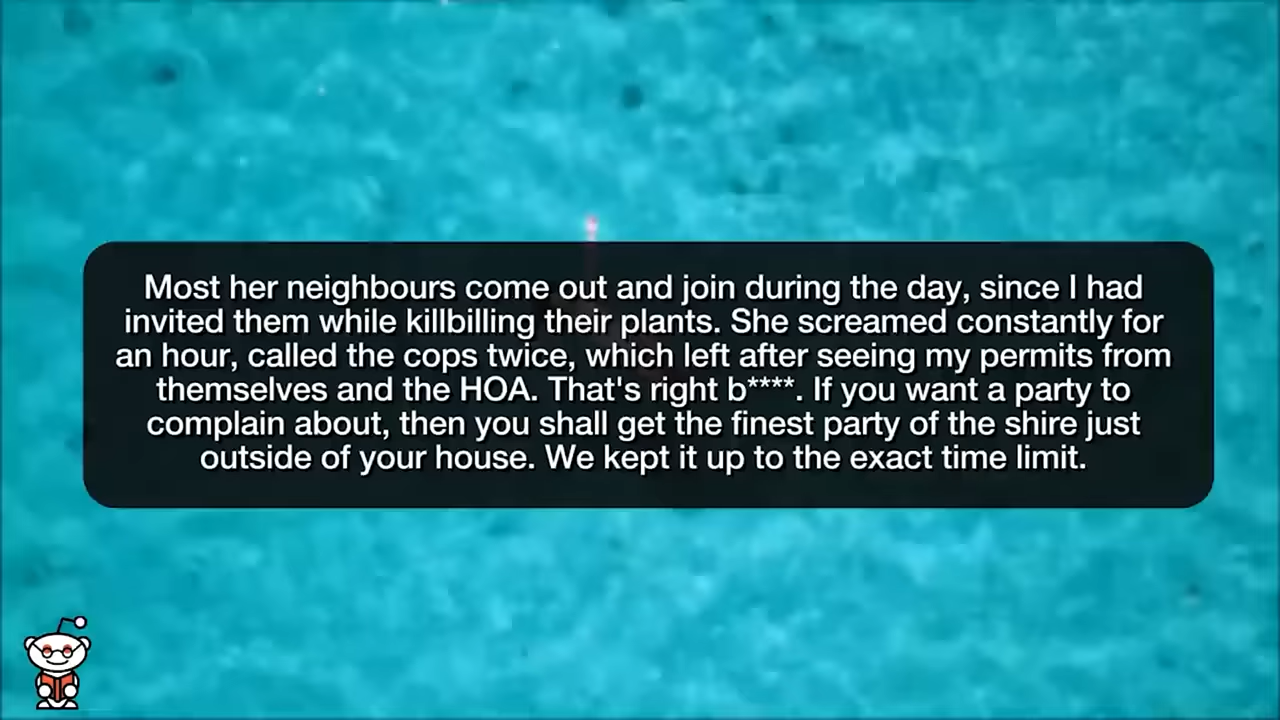 Most her neighbours come out and join during the day, since I had
invited them while killbilling their plants. She screamed constantly for
an hour, called the cops twice, which left after seeing my permits from
themselves and the HOA. That's right b****. If you want a party to
complain about, then you shall get the finest party of the shire just
outside of your house. We kept it up to the exact time limit.